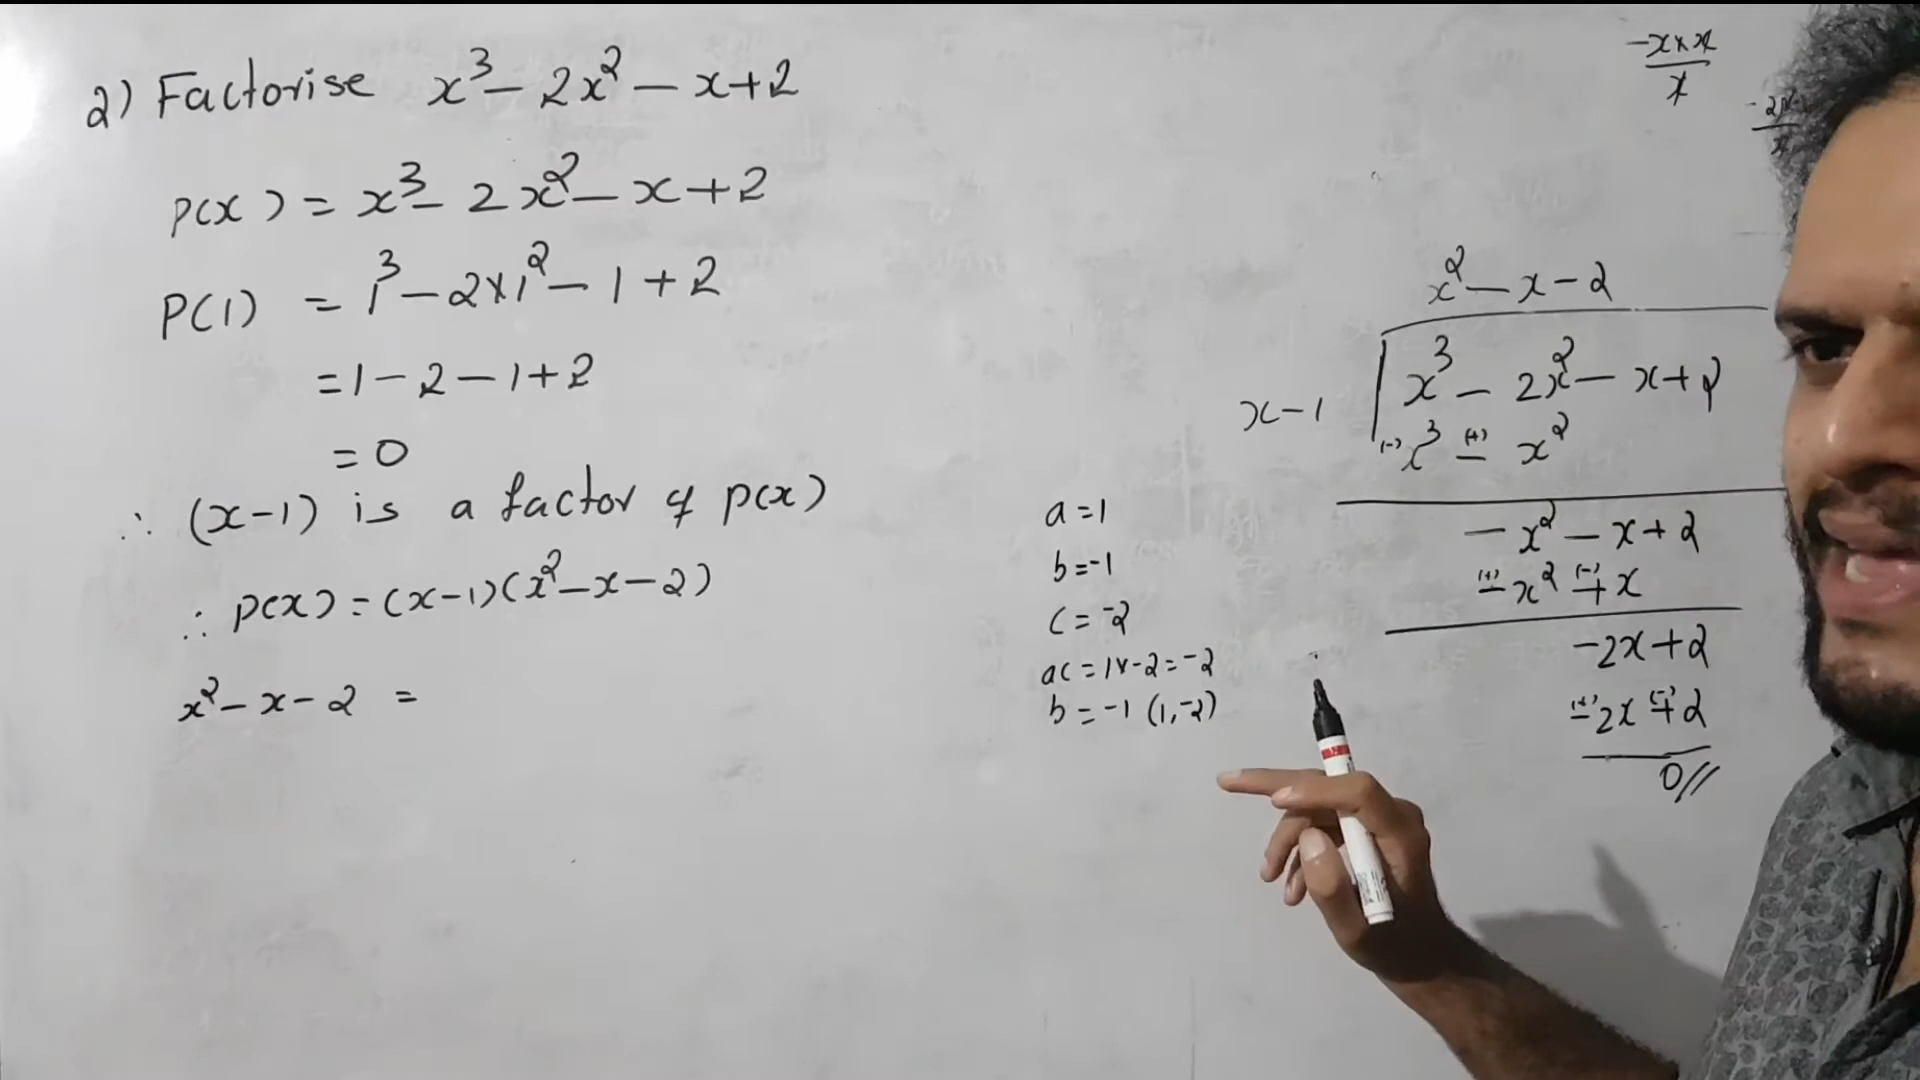 2) Factorise x³ - 2x² - x + 2
p(x) = x³ - 2x² - x + 2
P(1) = 1³ - 2×1² - 1 + 2
= 1 - 2 - 1 + 2
= 0
∴ (x-1) is a factor of p(x)
∴ p(x) = (x-1)(x² - x - 2)
x² - x - 2 =
a = 1
b = -1
c = -2
ac = 1×-2 = -2
b = -1 (1, -2)
-x × x
x
x² - x - 2
x-1 x³ - 2x² - x + 2
(-) x³ (+) - x²
- x² - x + 2
(+) - x² (-) + x
-2x + 2
(+) - 2x (-) + 2
0//